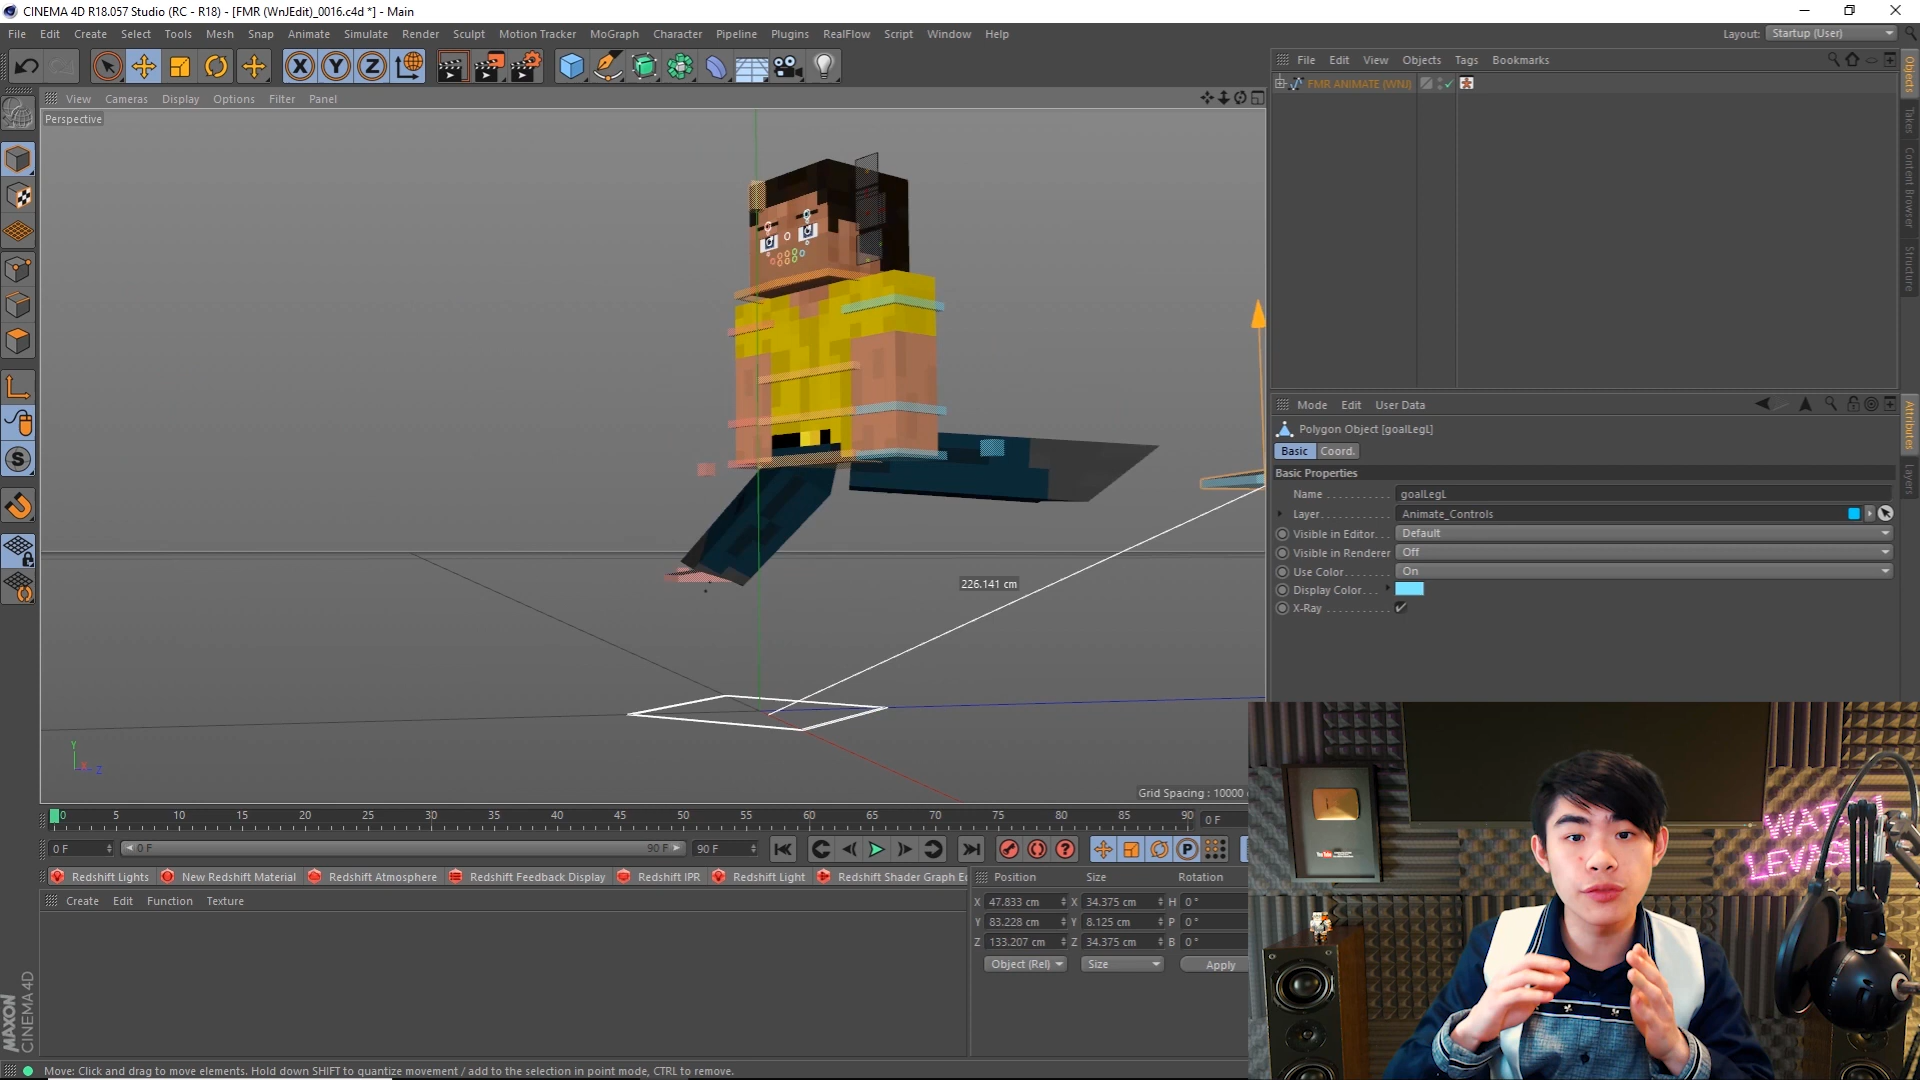 CINEMA 4D R18.057 Studio (RC - R18) - [FMR (WnJEdit)_0016.c4d *] - Main
File Edit Create Select Tools Mesh Snap Animate Simulate Render Sculpt Motion Tracker MoGraph Character Pipeline Plugins RealFlow Script Window Help
Layout: Startup (User)
X Y Z
File Edit View Objects Tags Bookmarks
FMR ANIMATE (WNJ)
View Cameras Display Options Filter Panel
Perspective
Objects
Takes
Content Browser
Structure
Mode Edit User Data
Polygon Object [goalLegL]
Basic Coord.
Basic Properties
Name goalLegL
Layer Animate_Controls
Visible in Editor Default
Visible in Renderer Off
Use Color On
Display Color
X-Ray
Attributes
Layers
226.141 cm
Y
X Z
Grid Spacing : 10000
0 5 10 15 20 25 30 35 40 45 50 55 60 65 70 75 80 85 90 0 F
0 F 0 F 90 F 90 F
Redshift Lights New Redshift Material Redshift Atmosphere Redshift Feedback Display Redshift IPR Redshift Light Redshift Shader Graph E
Create Edit Function Texture
Position Size Rotation
X 47.833 cm X 34.375 cm H 0 °
Y 83.228 cm Y 8.125 cm P 0 °
Z 133.207 cm Z 34.375 cm B 0 °
Object (Rel) Size Apply
MAXON
CINEMA 4D
YouTube
Move: Click and drag to move elements. Hold down SHIFT to quantize movement / add to the selection in point mode, CTRL to remove.